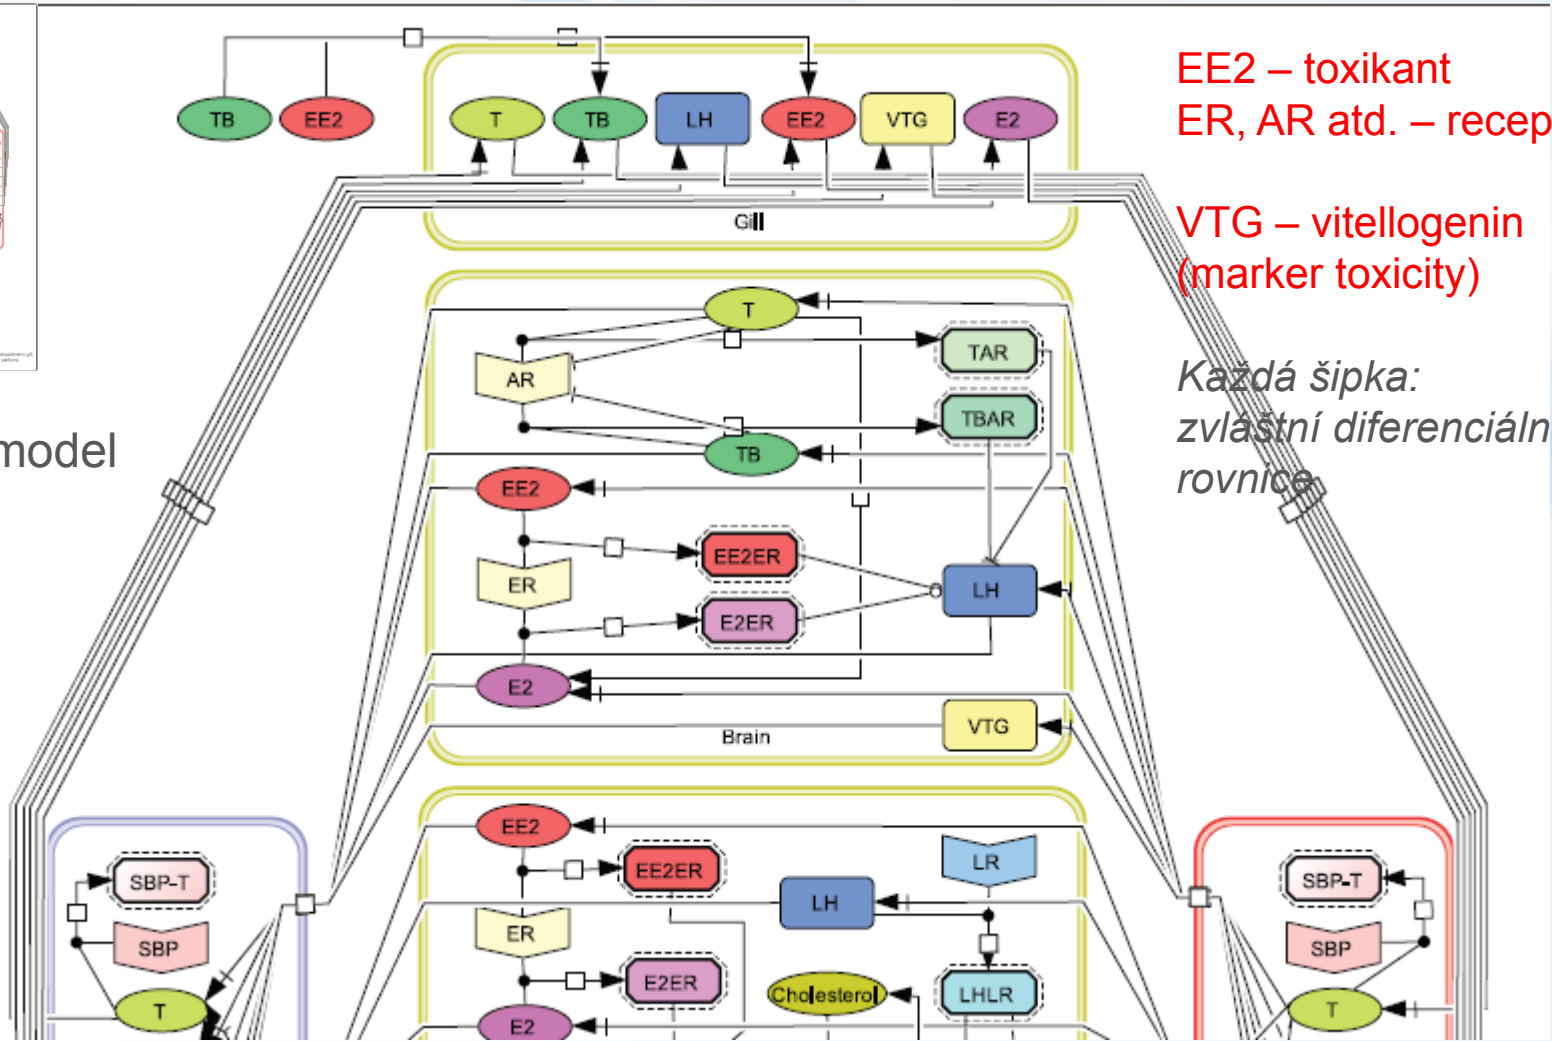 EE2 – toxikant
ER, AR atd. – recep
VTG – vitellogenin
(marker toxicity)
Každá šipka:
zvláštní diferenciáln
rovnice
model
TB EE2 T TB LH EE2 VTG E2
Gill
T
TAR
AR
TBAR
TB
EE2
EE2ER
ER
LH
E2ER
E2
VTG
Brain
EE2
EE2ER
LR
LH
ER
E2ER
Cholesterol
LHLR
E2
SBP-T
SBP
T
SBP-T
SBP
T